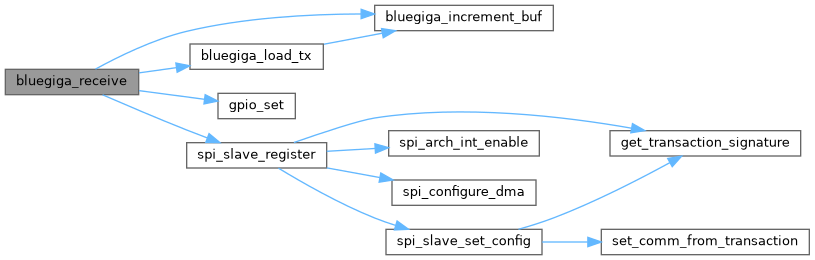 bluegiga_increment_buf
bluegiga_load_tx
bluegiga_receive
gpio_set
spi_arch_int_enable
get_transaction_signature
spi_slave_register
spi_configure_dma
spi_slave_set_config
set_comm_from_transaction